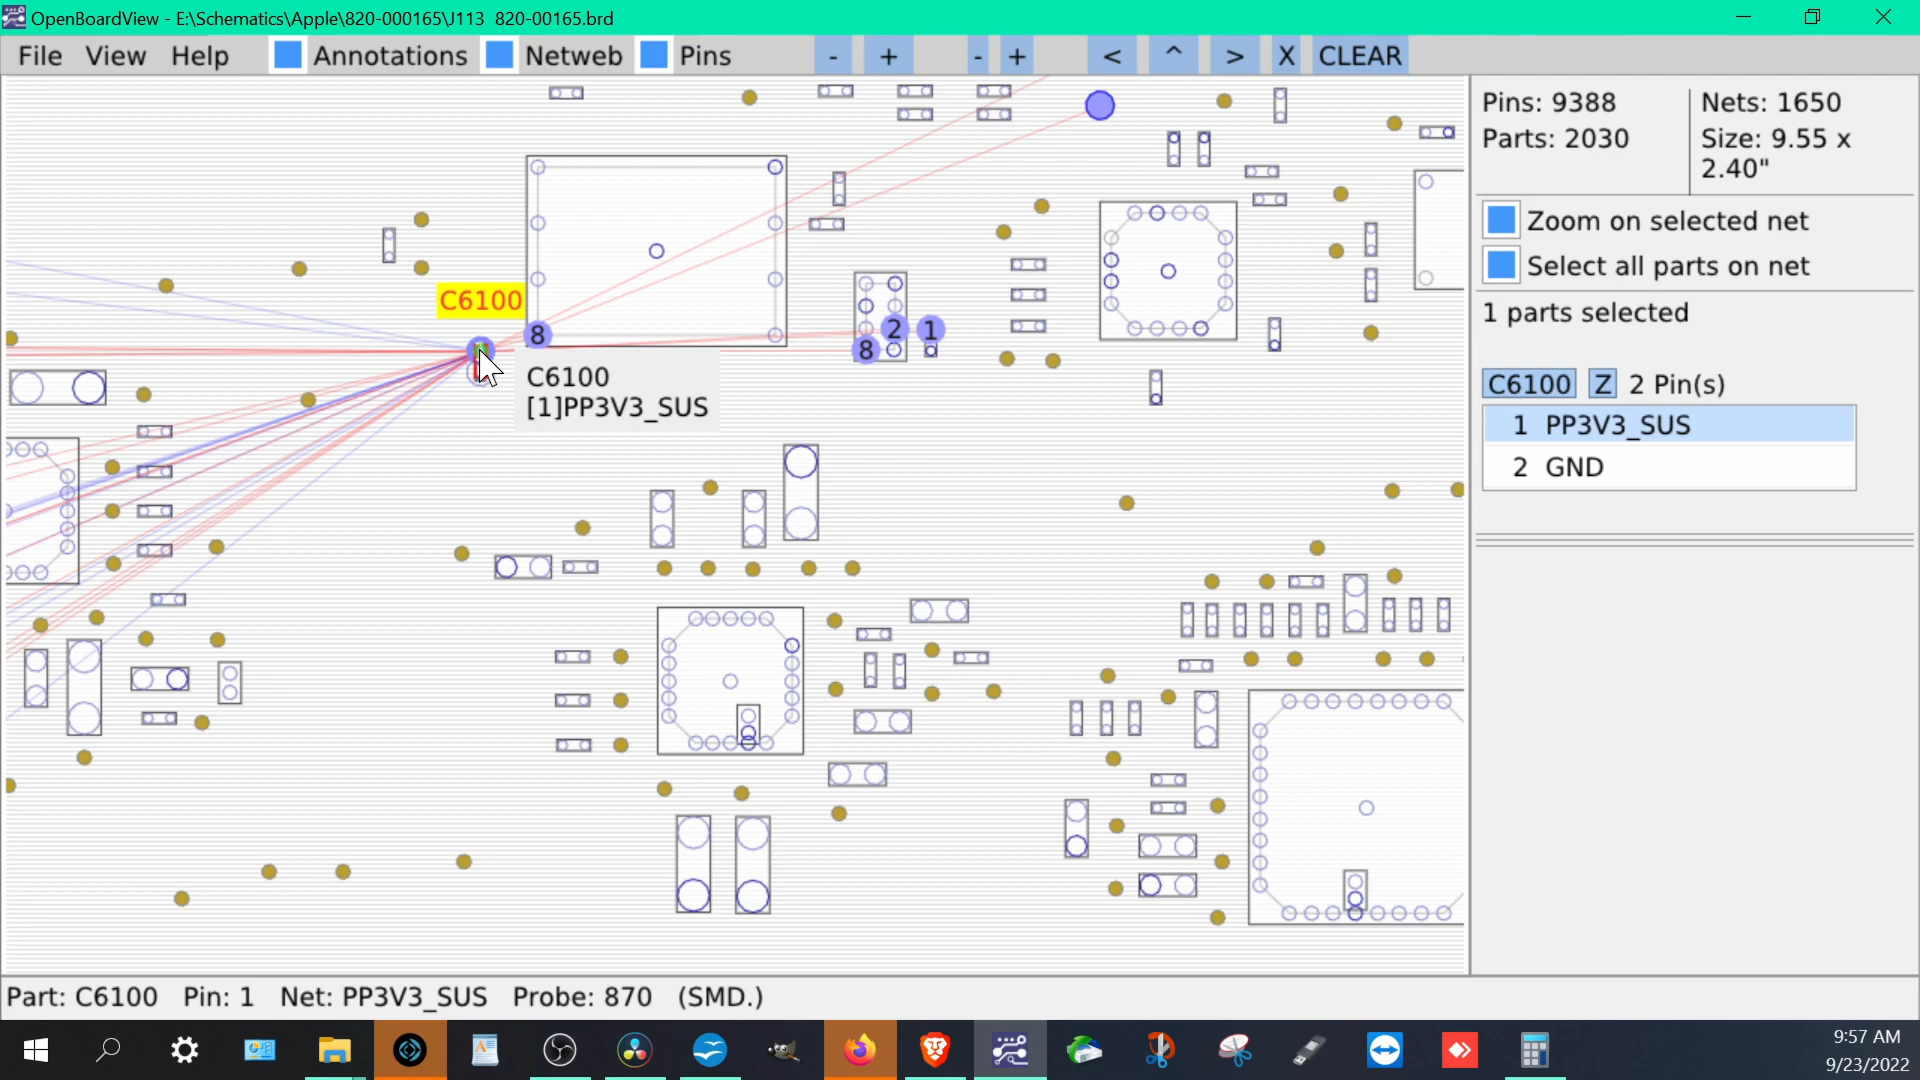 OpenBoardView - E:\Schematics\Apple\820-000165\J113  820-00165.brd
File View Help Annotations Netweb Pins - + - + < ^ > X CLEAR
Pins: 9388
Parts: 2030
Nets: 1650
Size: 9.55 x
2.40"
Zoom on selected net
Select all parts on net
1 parts selected
C6100 Z 2 Pin(s)
1 PP3V3_SUS
2 GND
C6100
8
2
1
8
C6100
[1]PP3V3_SUS
Part: C6100 Pin: 1 Net: PP3V3_SUS Probe: 870 (SMD.)
9:57 AM
9/23/2022